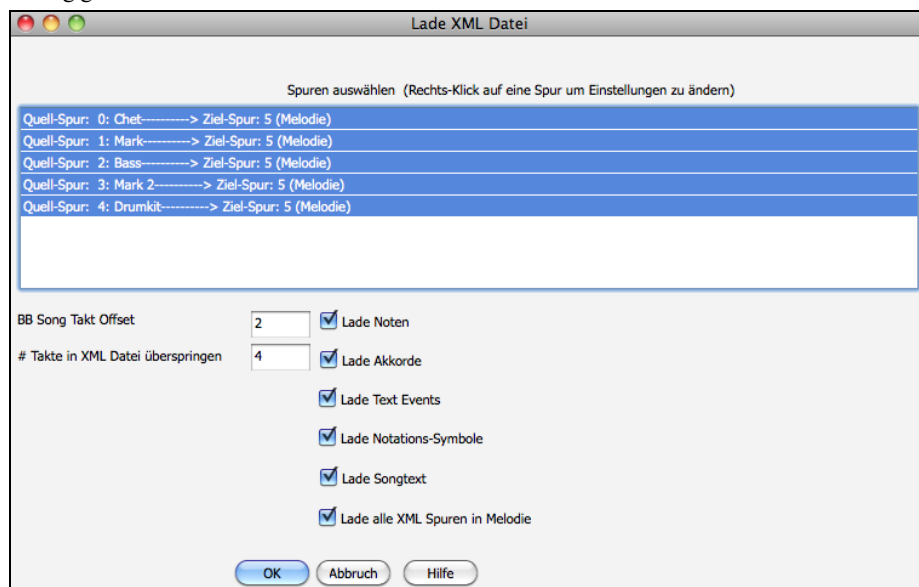 Lade XML Datei
Spuren auswählen (Rechts-Klick auf eine Spur um Einstellungen zu ändern)
Quell-Spur: 0: Chet----------> Ziel-Spur: 5 (Melodie)
Quell-Spur: 1: Mark----------> Ziel-Spur: 5 (Melodie)
Quell-Spur: 2: Bass----------> Ziel-Spur: 5 (Melodie)
Quell-Spur: 3: Mark 2----------> Ziel-Spur: 5 (Melodie)
Quell-Spur: 4: Drumkit----------> Ziel-Spur: 5 (Melodie)
BB Song Takt Offset 2 Lade Noten
# Takte in XML Datei überspringen 4 Lade Akkorde
Lade Text Events
Lade Notations-Symbole
Lade Songtext
Lade alle XML Spuren in Melodie
OK Abbruch Hilfe